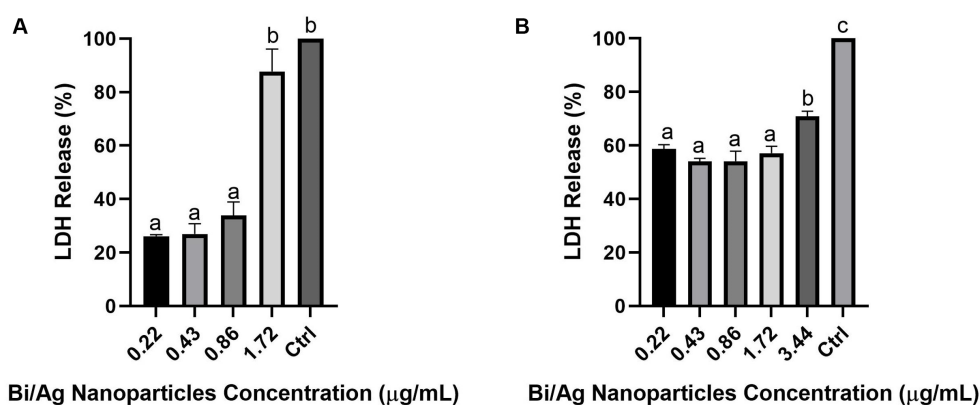 A
LDH Release (%)
100
80
60
40
20
0
a
a
a
b
b
0.22
0.43
0.86
1.72
Ctrl
Bi/Ag Nanoparticles Concentration (μg/mL)
B
LDH Release (%)
100
80
60
40
20
0
a
a
a
a
b
c
0.22
0.43
0.86
1.72
3.44
Ctrl
Bi/Ag Nanoparticles Concentration (μg/mL)